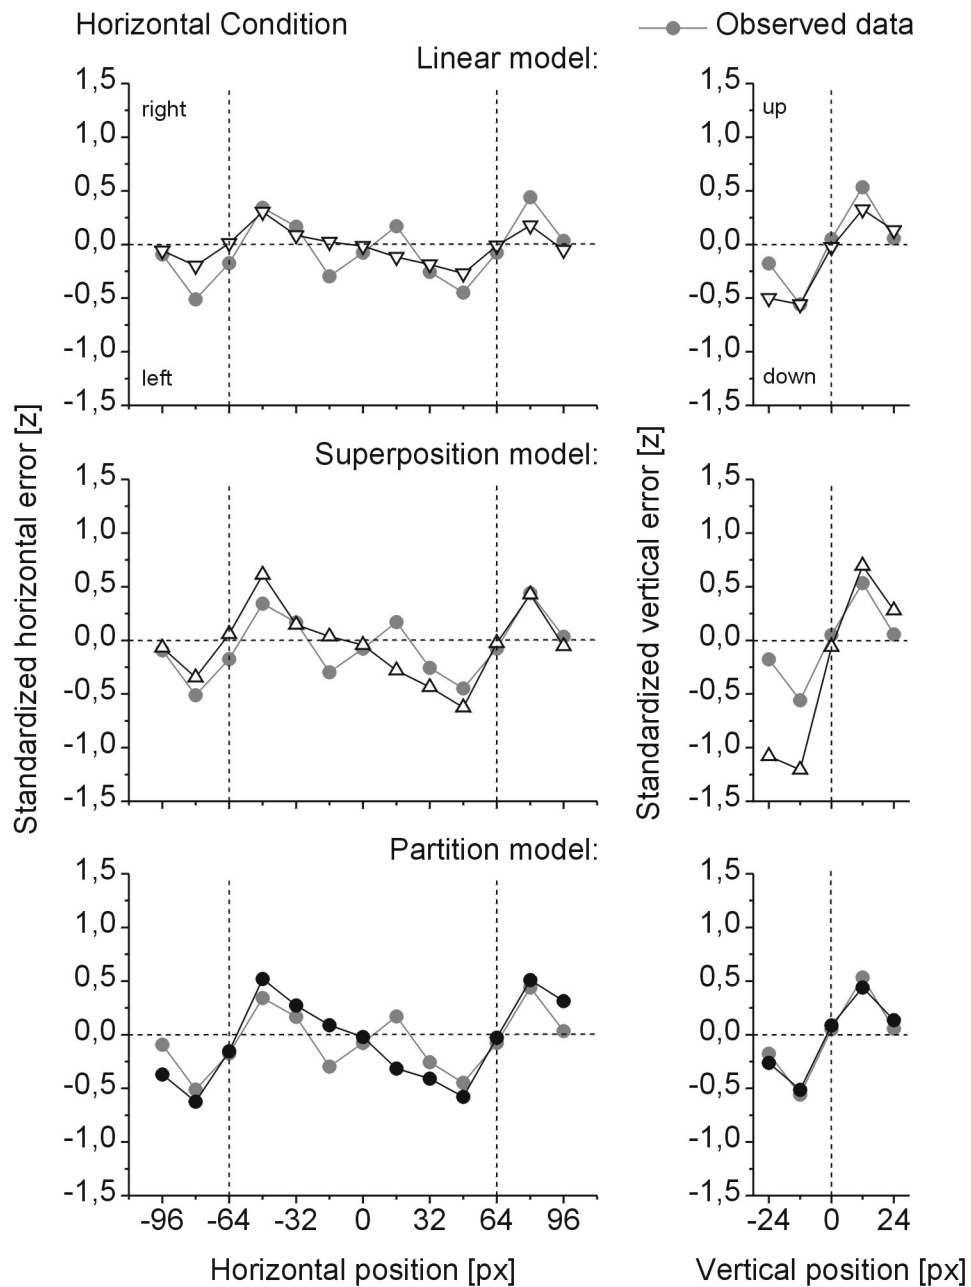 Horizontal Condition
Observed data
Linear model:
1,5
1,0
0,5
0,0
-0,5
-1,0
-1,5
right
left
1,5
1,0
0,5
0,0
-0,5
-1,0
-1,5
up
down
Superposition model:
1,5
1,0
0,5
0,0
-0,5
-1,0
-1,5
1,5
1,0
0,5
0,0
-0,5
-1,0
-1,5
Standardized horizontal error [z]
Standardized vertical error [z]
Partition model:
1,5
1,0
0,5
0,0
-0,5
-1,0
-1,5
1,5
1,0
0,5
0,0
-0,5
-1,0
-1,5
-96 -64 -32 0 32 64 96
-24 0 24
Horizontal position [px]
Vertical position [px]